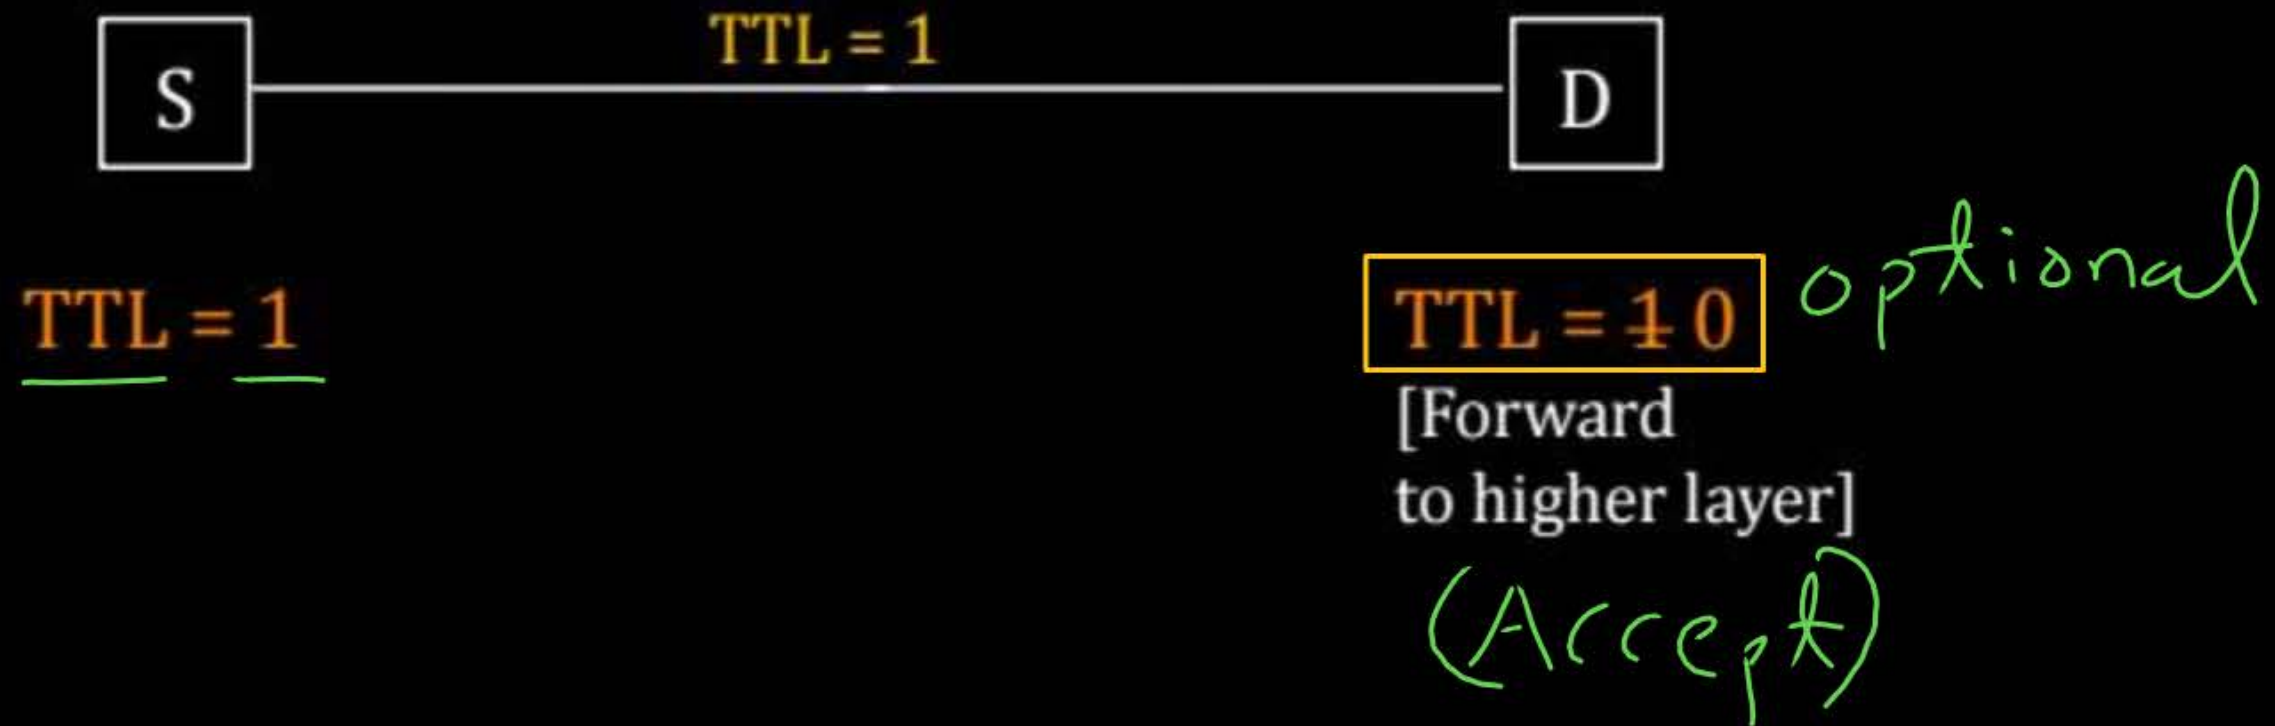 TTL = 1
S
D
TTL = 1
TTL = 1 0 optional
[Forward
to higher layer]
(Accept)